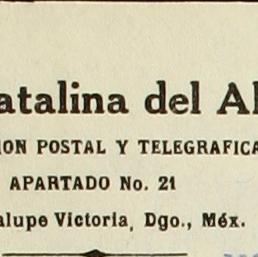 atalina del Al
ION POSTAL Y TELEGRAFICA
APARTADO No. 21
alupe Victoria, Dgo., Méx.